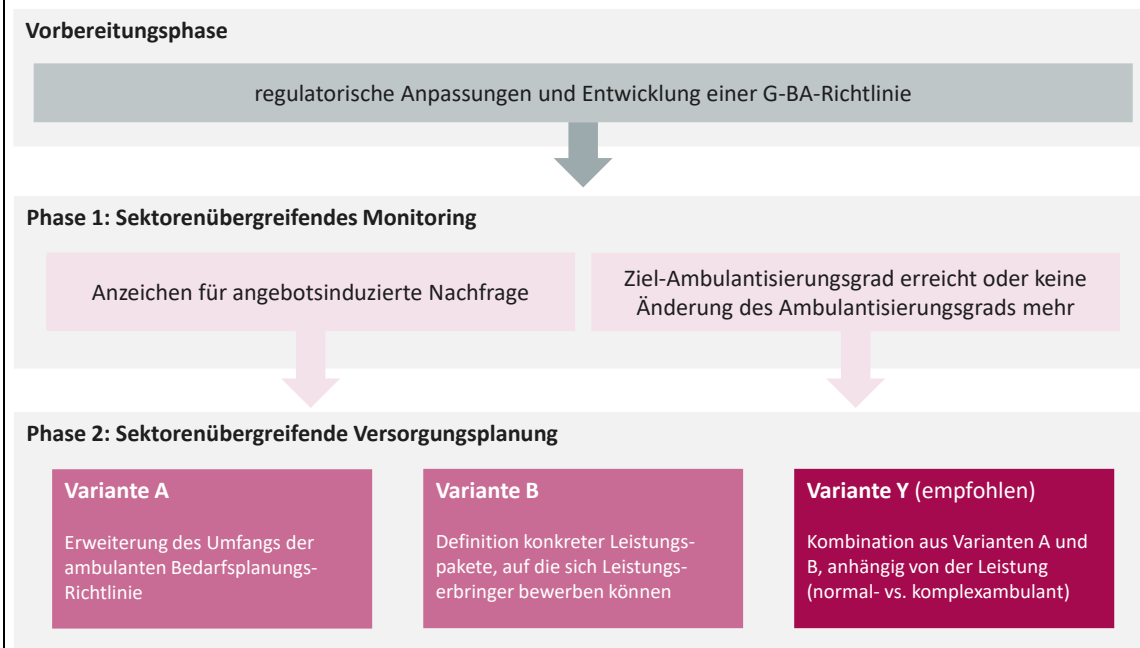 Vorbereitungsphase
regulatorische Anpassungen und Entwicklung einer G-BA-Richtlinie
Phase 1: Sektorenübergreifendes Monitoring
Anzeichen für angebotsinduzierte Nachfrage
Ziel-Ambulantisierungsgrad erreicht oder keine
Änderung des Ambulantisierungsgrads mehr
Phase 2: Sektorenübergreifende Versorgungsplanung
Variante A
Erweiterung des Umfangs der
ambulanten Bedarfsplanungs-
Richtlinie
Variante B
Definition konkreter Leistungs-
pakete, auf die sich Leistungs-
erbringer bewerben können
Variante Y (empfohlen)
Kombination aus Varianten A und
B, anhängig von der Leistung
(normal- vs. komplexambulant)